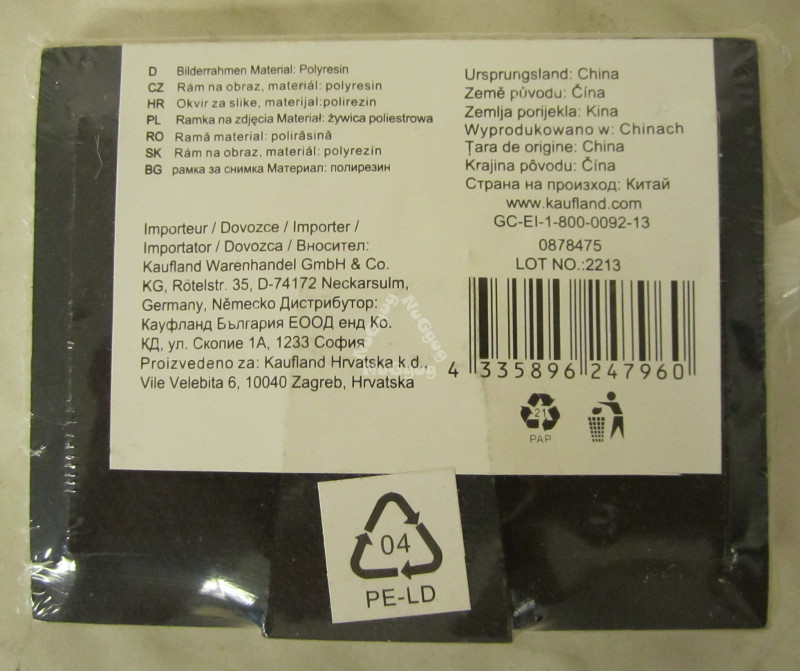 D Bilderrahmen Material: Polyresin
CZ Rám na obraz, materiál: polyresin
HR Okvir za slike, materijal:polirezin
PL Ramka na zdjęcia Materiał: żywica poliestrowa
RO Ramă material: polirăsină
SK Rám na obraz, materiál: polyrezín
BG рамка за снимка Материал: полирезин
Ursprungsland: China
Země původu: Čína
Zemlja porijekla: Kina
Wyprodukowano w: Chinach
Țara de origine: China
Krajina pôvodu: Čína
Страна на произход: Китай
www.kaufland.com
GC-EI-1-800-0092-13
0878475
LOT NO.:2213
Importeur / Dovozce / Importer /
Importator / Dovozca / Вносител:
Kaufland Warenhandel GmbH & Co.
KG, Rötelstr. 35, D-74172 Neckarsulm,
Germany, Německo Дистрибутор:
Кауфланд България ЕООД енд Ко.
КД, ул. Скопие 1А, 1233 София
Proizvedeno za: Kaufland Hrvatska k.d.,
Vile Velebita 6, 10040 Zagreb, Hrvatska
NuGgug NuGgug NuGgug
4 335896 247960
21
PAP
04
PE-LD